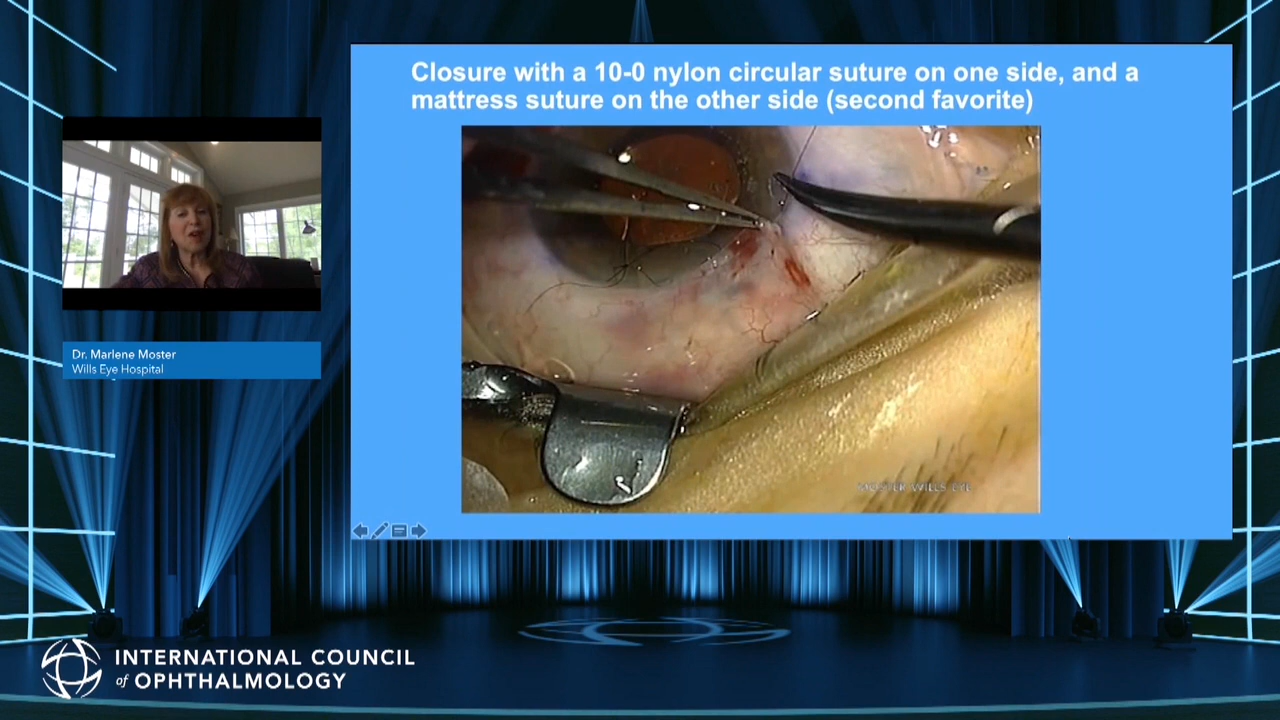 Closure with a 10-0 nylon circular suture on one side, and a
mattress suture on the other side (second favorite)
Dr. Marlene Moster
Wills Eye Hospital
MOSTER WILLS EYE
INTERNATIONAL COUNCIL
of OPHTHALMOLOGY